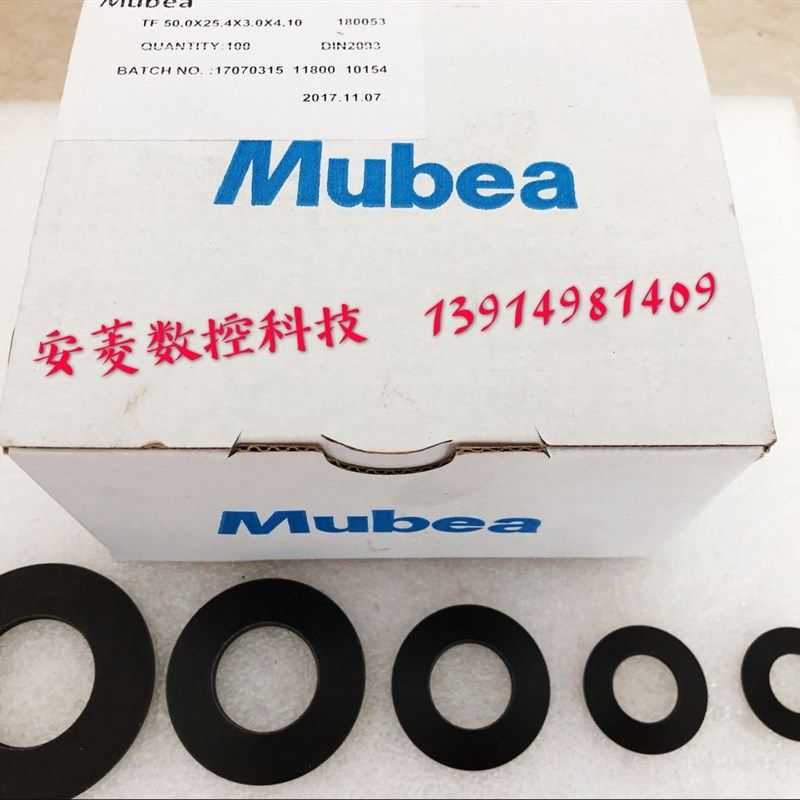 Mubea
TF 50,0X25,4X3.0X4,10 180053
QUANTITY:100 DIN2093
BATCH NO. :17070315 11800 10154
2017.11.07.
Mubea
安菱数控科技 13914981409
Mubea